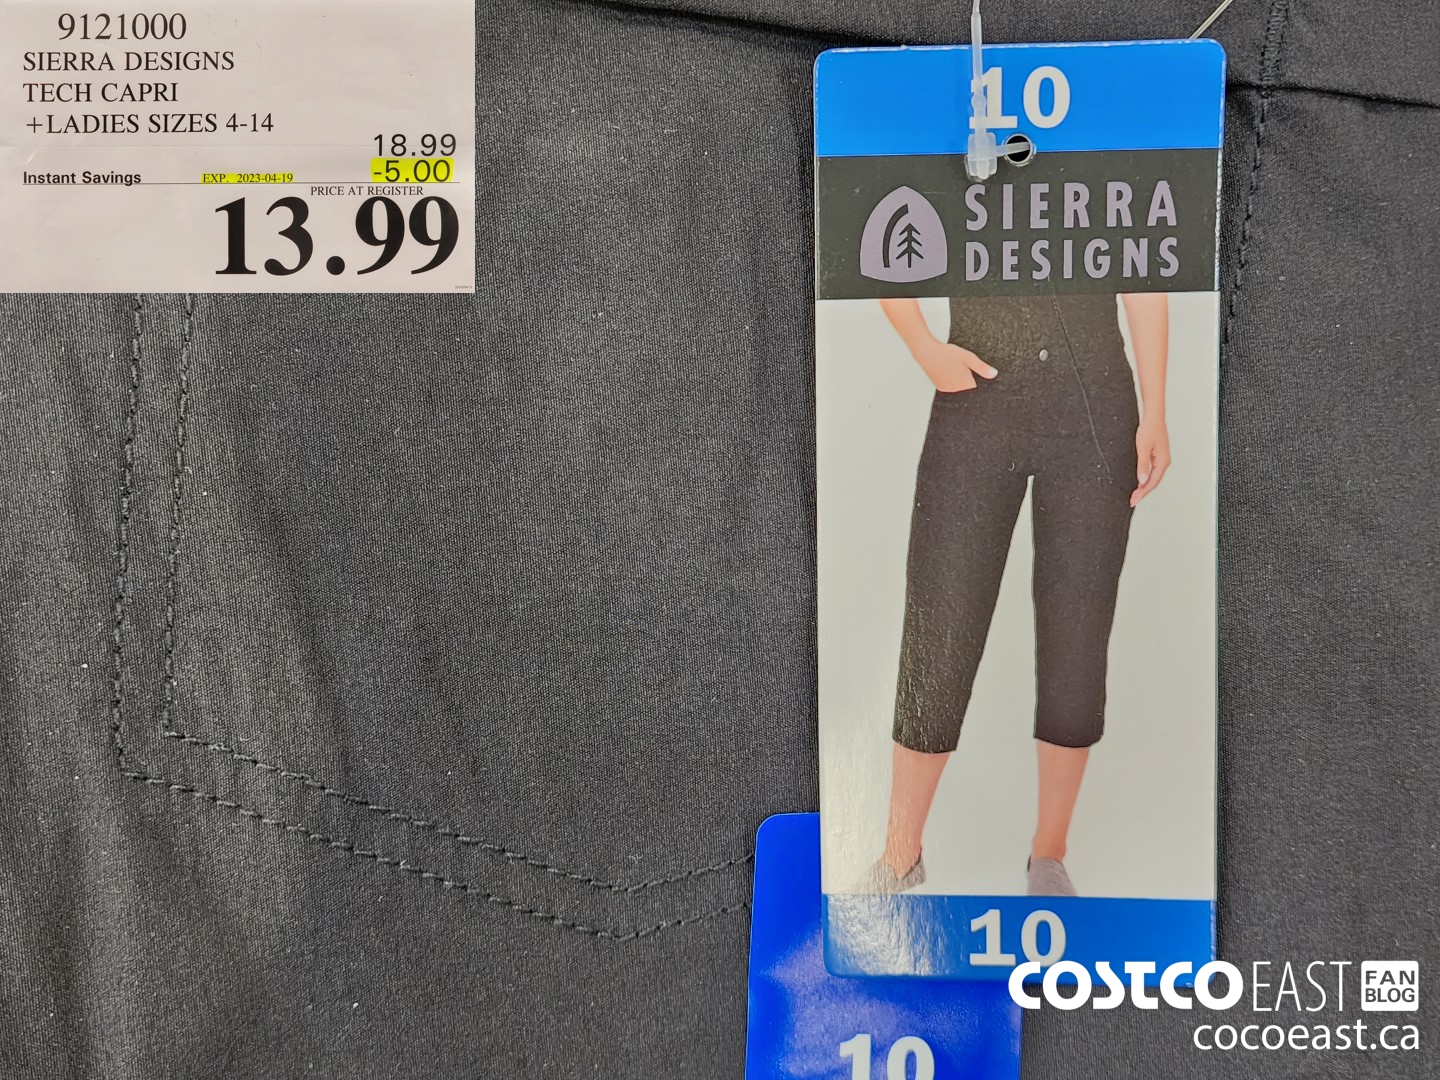 9121000
SIERRA DESIGNS
TECH CAPRI
+LADIES SIZES 4-14
18.99
Instant Savings EXP. 2023-04-19 -5.00
PRICE AT REGISTER
13.99
10
SIERRA
DESIGNS
10
10
COSTCO EAST FAN BLOG
cocoeast.ca